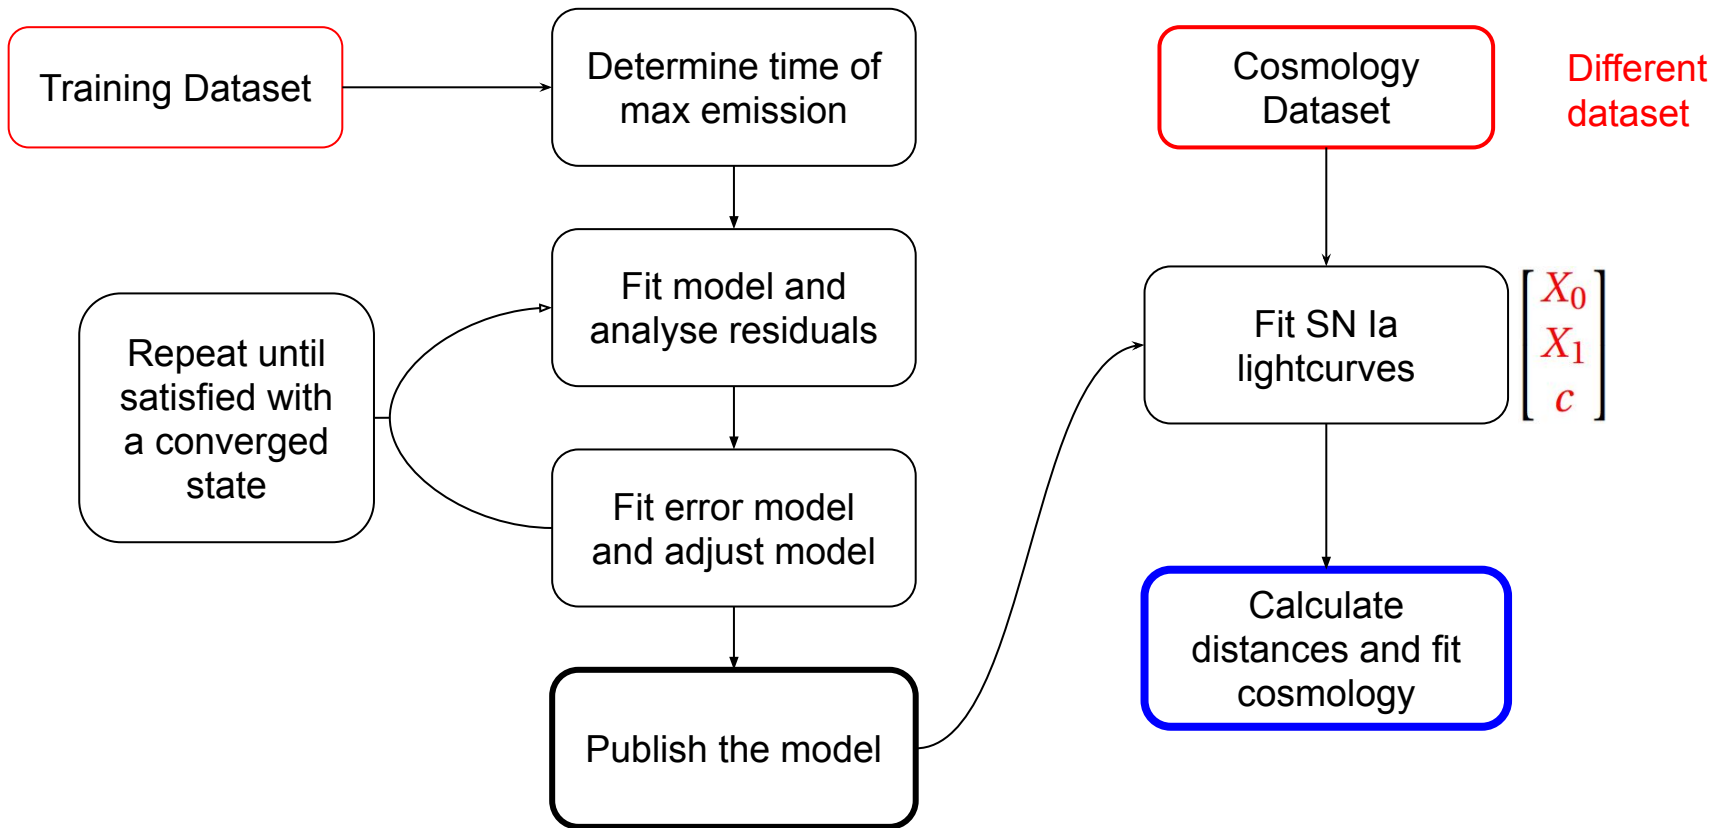 Training Dataset
Determine time of
max emission
Fit model and
analyse residuals
Repeat until
satisfied with
a converged
state
Fit error model
and adjust model
Publish the model
Cosmology
Dataset
Different
dataset
Fit SN Ia
lightcurves
X₀
X₁
c
Calculate
distances and fit
cosmology